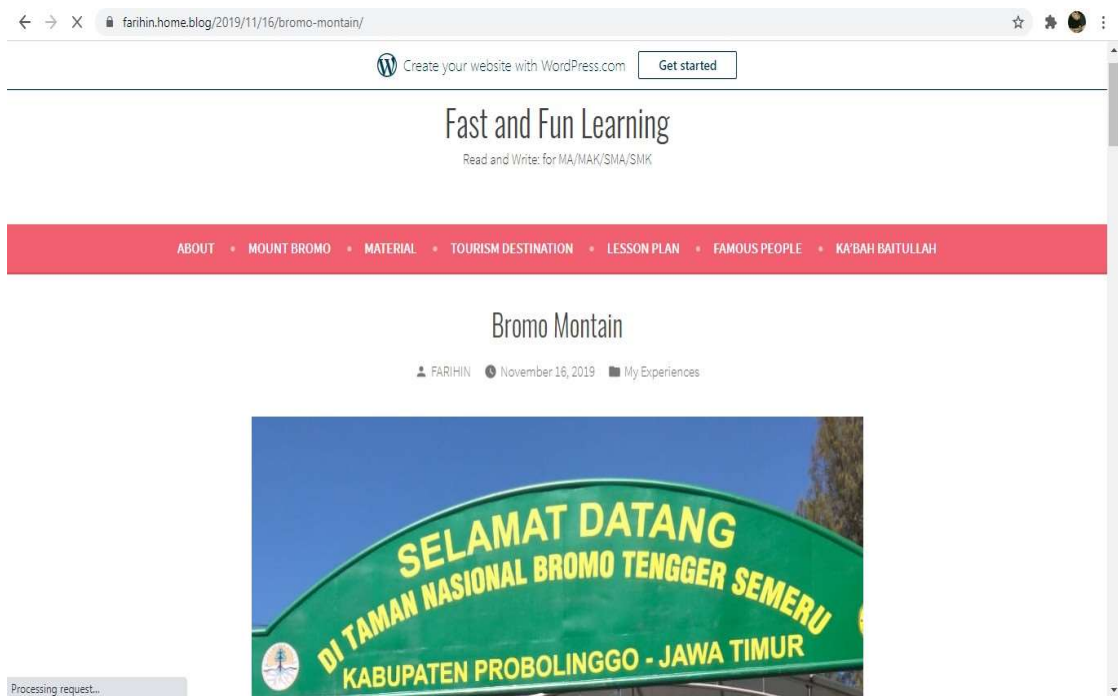 farihin.home.blog/2019/11/16/bromo-montain/
Create your website with WordPress.com Get started
Fast and Fun Learning
Read and Write: for MA/MAK/SMA/SMK
ABOUT • MOUNT BROMO • MATERIAL • TOURISM DESTINATION • LESSON PLAN • FAMOUS PEOPLE • KA'BAH BAITULLAH
Bromo Montain
FARIHIN November 16, 2019 My Experiences
SELAMAT DATANG
DI TAMAN NASIONAL BROMO TENGGER SEMERU
KABUPATEN PROBOLINGGO - JAWA TIMUR
Processing request...